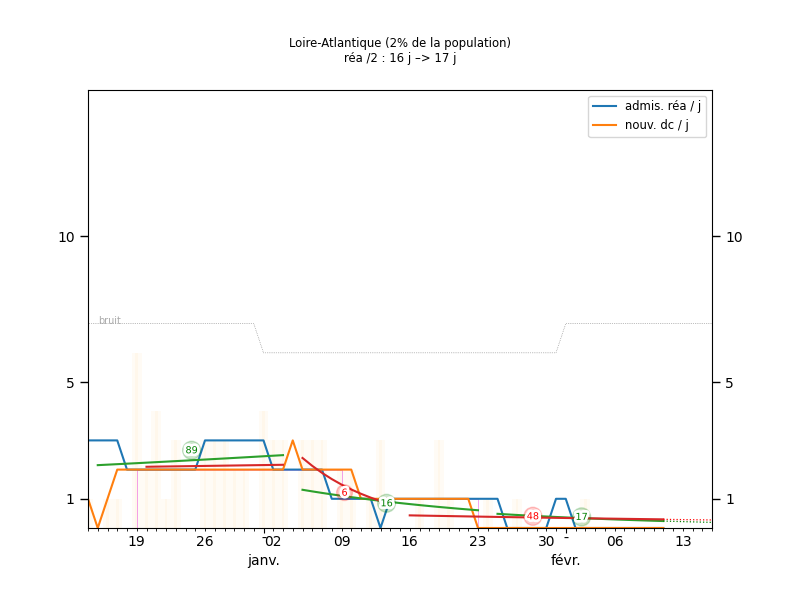 Loire-Atlantique (2% de la population)
réa /2 : 16 j –> 17 j
admis. réa / j
nouv. dc / j
10
10
bruit
5
5
89
6
16
48
17
1
1
19
26
02
09
16
23
30
06
13
janv.
févr.